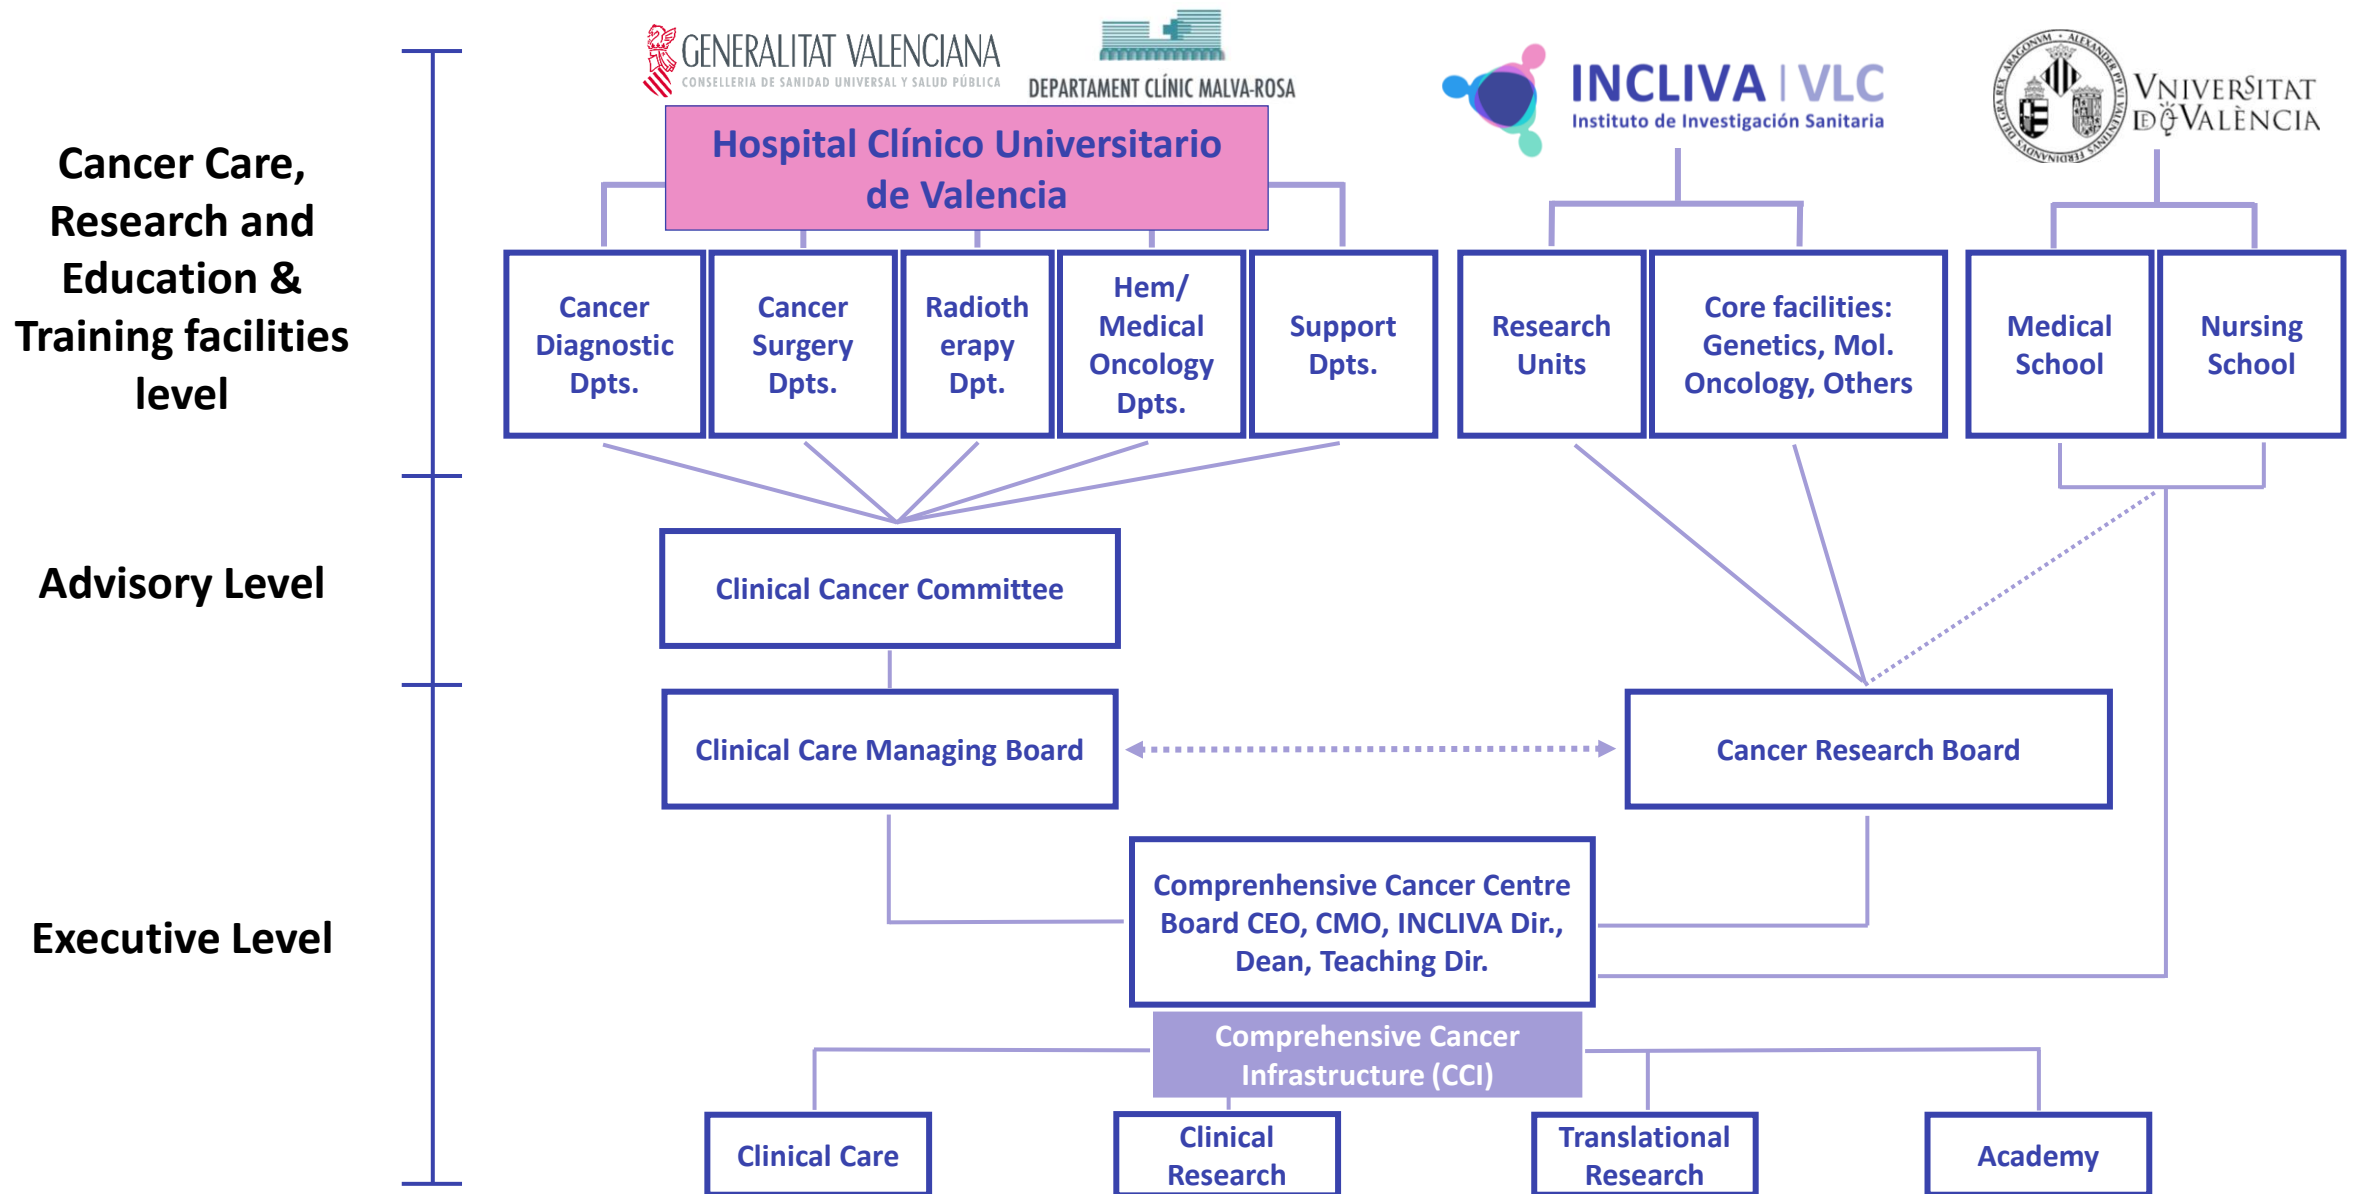 GENERALITAT VALENCIANA
CONSELLERIA DE SANIDAD UNIVERSAL Y SALUD PÚBLICA
DEPARTAMENT CLÍNIC MALVA-ROSA
INCLIVA | VLC
Instituto de Investigación Sanitaria
VNIVERSITAT
DE VALÈNCIA
Cancer Care,
Research and
Education &
Training facilities
level
Hospital Clínico Universitario
de Valencia
Cancer
Diagnostic
Dpts.
Cancer
Surgery
Dpts.
Radioth
erapy
Dpt.
Hem/
Medical
Oncology
Dpts.
Support
Dpts.
Research
Units
Core facilities:
Genetics, Mol.
Oncology, Others
Medical
School
Nursing
School
Advisory Level
Clinical Cancer Committee
Executive Level
Clinical Care Managing Board
Cancer Research Board
Comprenhensive Cancer Centre
Board CEO, CMO, INCLIVA Dir.,
Dean, Teaching Dir.
Comprehensive Cancer
Infrastructure (CCI)
Clinical Care
Clinical
Research
Translational
Research
Academy